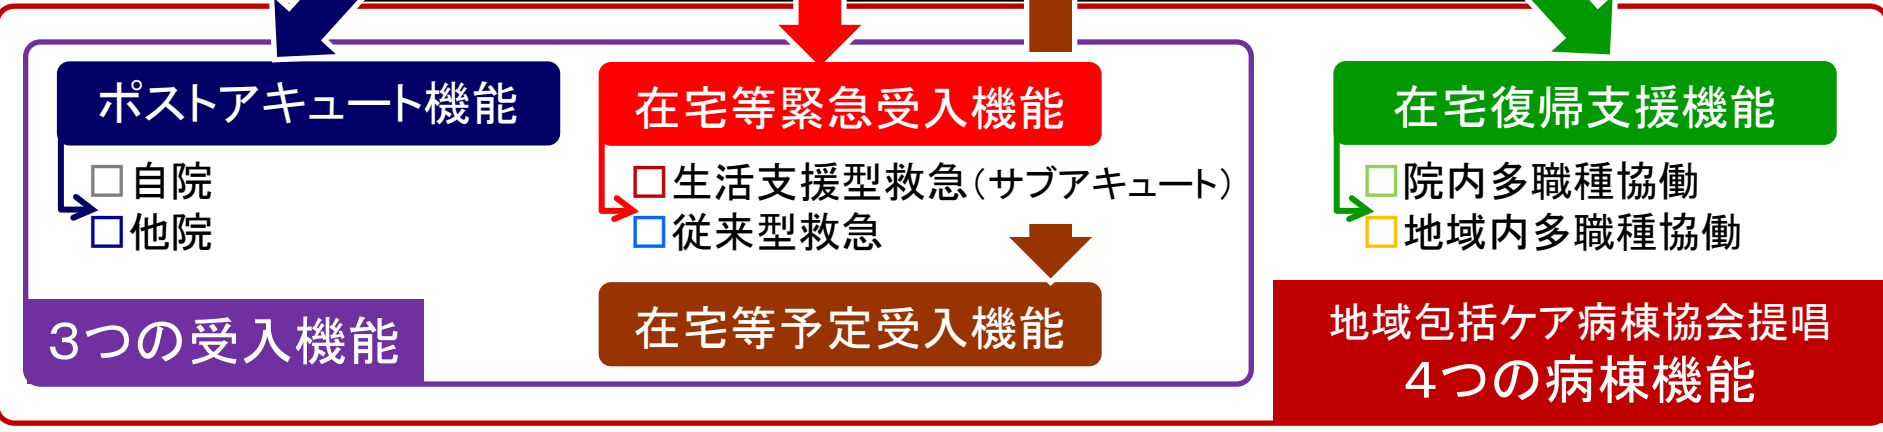 ポストアキュート機能
□自院
□他院
在宅等緊急受入機能
□生活支援型救急（サブアキュート）
□従来型救急
在宅等予定受入機能
3つの受入機能
在宅復帰支援機能
□院内多職種協働
□地域内多職種協働
地域包括ケア病棟協会提唱
4つの病棟機能